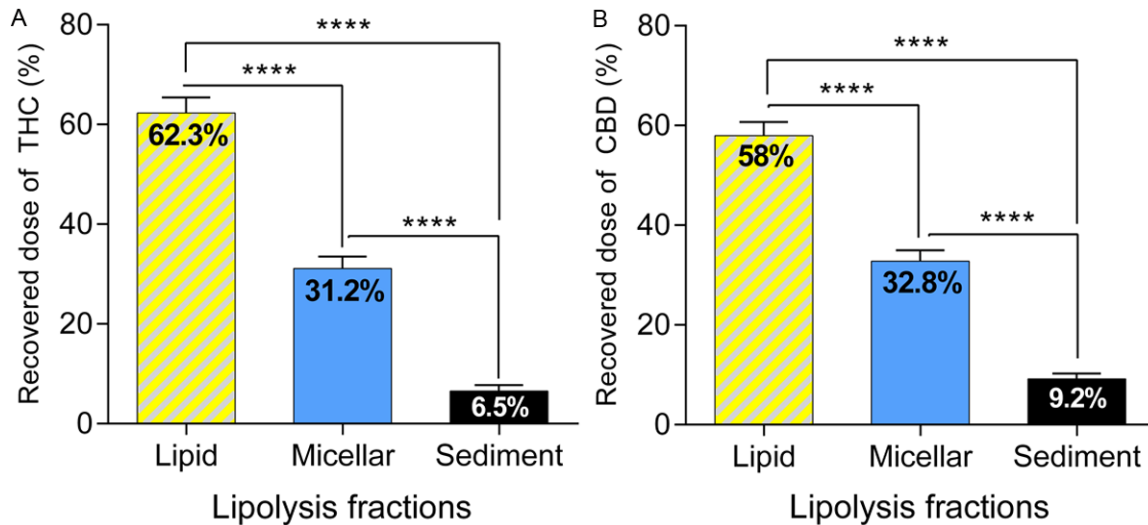 A
Recovered dose of THC (%)
80
60
40
20
0
****
****
****
62.3%
31.2%
6.5%
Lipid Micellar Sediment
Lipolysis fractions
B
Recovered dose of CBD (%)
80
60
40
20
0
****
****
****
58%
32.8%
9.2%
Lipid Micellar Sediment
Lipolysis fractions